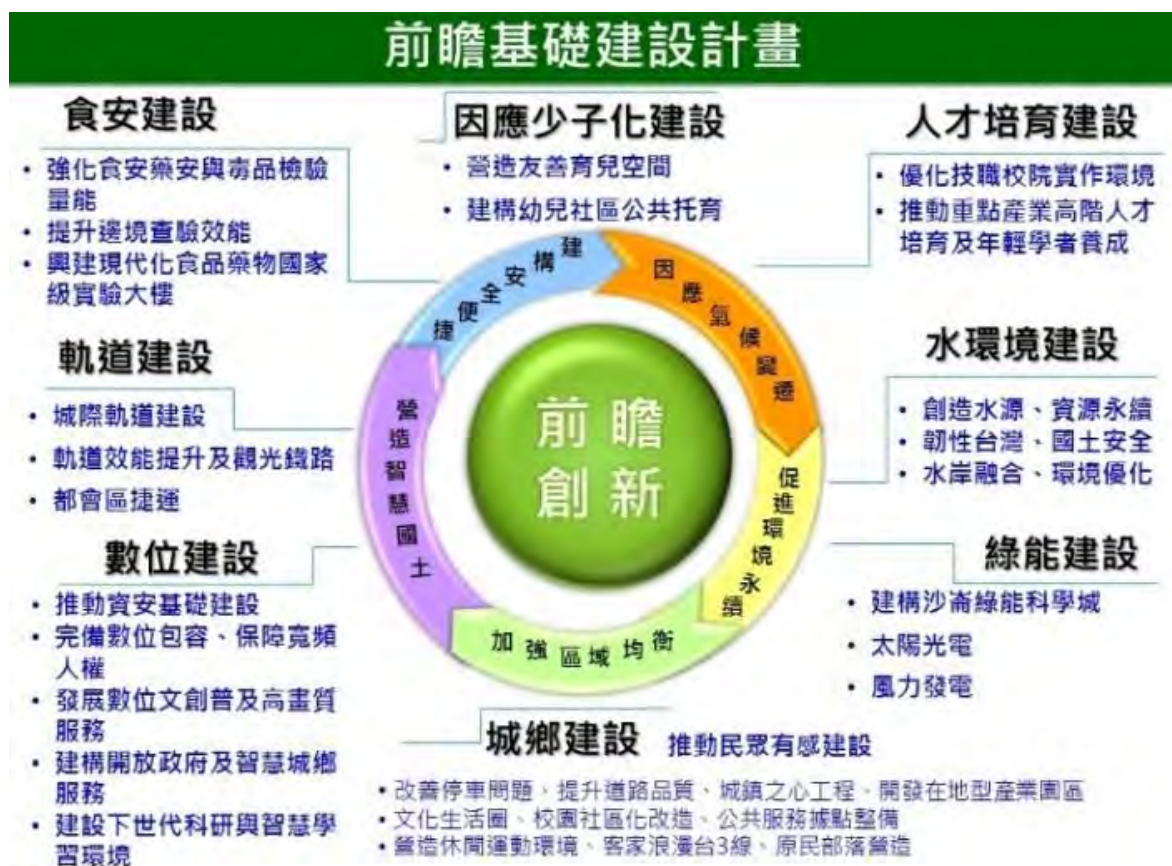 前瞻基礎建設計畫
食安建設
• 強化食安藥安與毒品檢驗
量能
• 提升邊境查驗效能
• 興建現代化食品藥物國家
級實驗大樓
因應少子化建設
• 營造友善育兒空間
• 建構幼兒社區公共托育
人才培育建設
• 優化技職校院實作環境
• 推動重點產業高階人才
培育及年輕學者養成
軌道建設
• 城際軌道建設
• 軌道效能提升及觀光鐵路
• 都會區捷運
建構安全便捷
因應氣候變遷
促進環境永續
加強區域均衡
營造智慧國土
前瞻
創新
水環境建設
• 創造水源、資源永續
• 韌性台灣、國土安全
• 水岸融合、環境優化
數位建設
• 推動資安基礎建設
• 完備數位包容、保障寬頻
人權
• 發展數位文創普及高畫質
服務
• 建構開放政府及智慧城鄉
服務
• 建設下世代科研與智慧學
習環境
綠能建設
• 建構沙崙綠能科學城
• 太陽光電
• 風力發電
城鄉建設 推動民眾有感建設
• 改善停車問題、提升道路品質、城鎮之心工程、開發在地型產業園區
• 文化生活圈、校園社區化改造、公共服務據點整備
• 營造休閒運動環境、客家浪漫台3線、原民部落營造